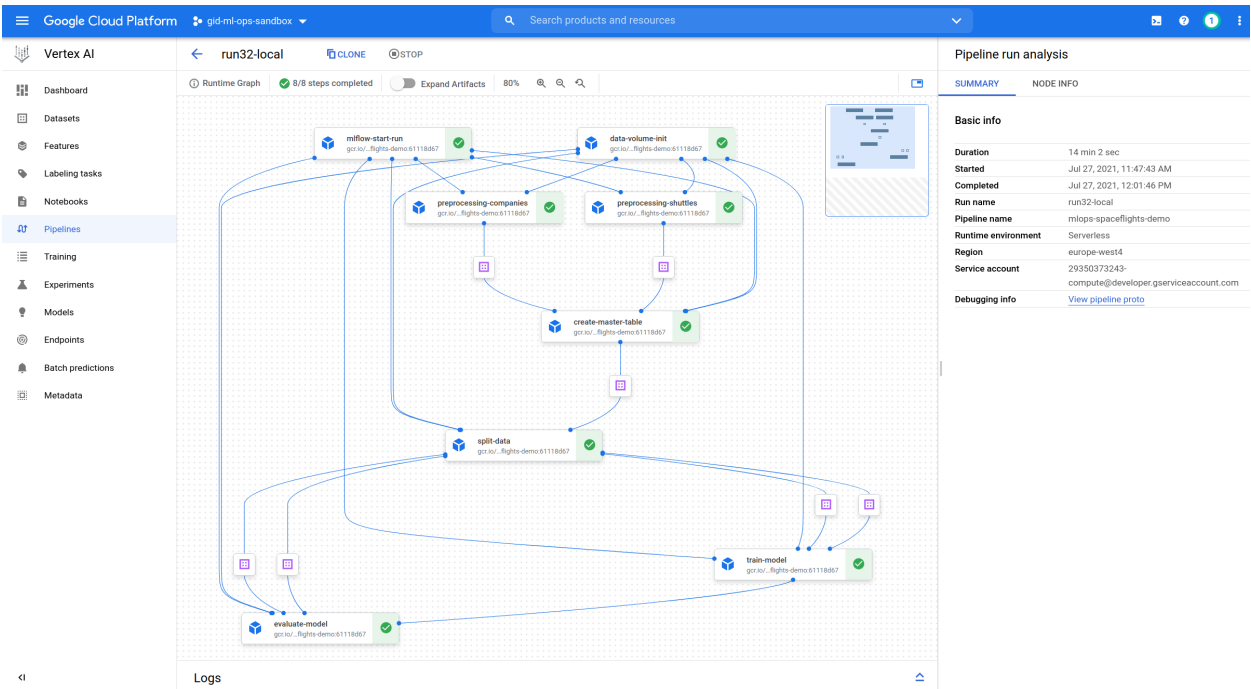 Google Cloud Platform
gid-ml-ops-sandbox
Search products and resources
1
Vertex AI
Dashboard
Datasets
Features
Labeling tasks
Notebooks
Pipelines
Training
Experiments
Models
Endpoints
Batch predictions
Metadata
run32-local
CLONE
STOP
Runtime Graph
8/8 steps completed
Expand Artifacts
80%
mlflow-start-run
gcr.io/...flights-demo:61118d67
data-volume-init
gcr.io/...flights-demo:61118d67
preprocessing-companies
gcr.io/...flights-demo:61118d67
preprocessing-shuttles
gcr.io/...flights-demo:61118d67
create-master-table
gcr.io/...flights-demo:61118d67
split-data
gcr.io/...flights-demo:61118d67
train-model
gcr.io/...flights-demo:61118d67
evaluate-model
gcr.io/...flights-demo:61118d67
Logs
Pipeline run analysis
SUMMARY
NODE INFO
Basic info
Duration 14 min 2 sec
Started Jul 27, 2021, 11:47:43 AM
Completed Jul 27, 2021, 12:01:46 PM
Run name run32-local
Pipeline name mlops-spaceflights-demo
Runtime environment Serverless
Region europe-west4
Service account 29350373243-
compute@developer.gserviceaccount.com
Debugging info View pipeline proto